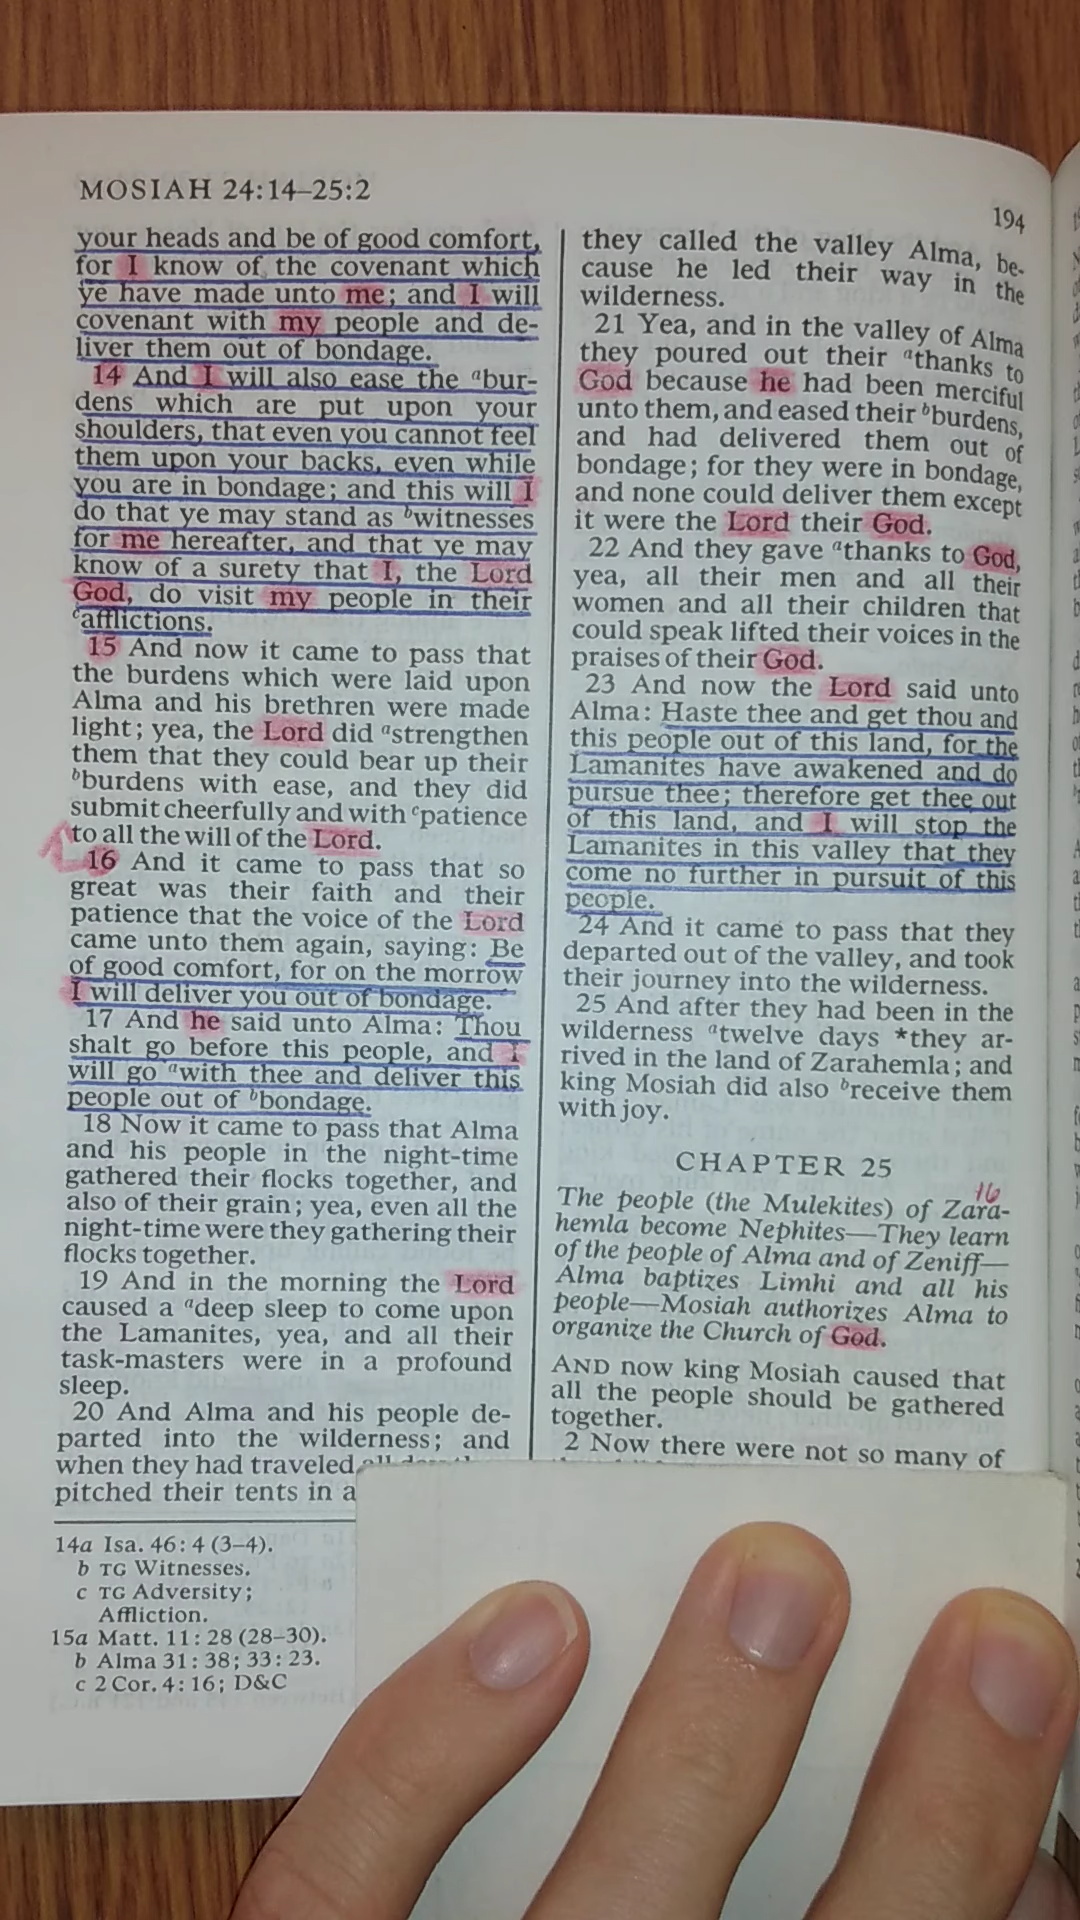 MOSIAH 24:14–25:2
194
your heads and be of good comfort,
for I know of the covenant which
ye have made unto me; and I will
covenant with my people and de-
liver them out of bondage.
14 And I will also ease the ᵃbur-
dens which are put upon your
shoulders, that even you cannot feel
them upon your backs, even while
you are in bondage; and this will I
do that ye may stand as ᵇwitnesses
for me hereafter, and that ye may
know of a surety that I, the Lord
God, do visit my people in their
ᶜafflictions.
15 And now it came to pass that
the burdens which were laid upon
Alma and his brethren were made
light; yea, the Lord did ᵃstrengthen
them that they could bear up their
ᵇburdens with ease, and they did
submit cheerfully and with ᶜpatience
to all the will of the Lord.
16 And it came to pass that so
great was their faith and their
patience that the voice of the Lord
came unto them again, saying: Be
of good comfort, for on the morrow
I will deliver you out of bondage.
17 And he said unto Alma: Thou
shalt go before this people, and I
will go ᵃwith thee and deliver this
people out of ᵇbondage.
18 Now it came to pass that Alma
and his people in the night-time
gathered their flocks together, and
also of their grain; yea, even all the
night-time were they gathering their
flocks together.
19 And in the morning the Lord
caused a ᵃdeep sleep to come upon
the Lamanites, yea, and all their
task-masters were in a profound
sleep.
20 And Alma and his people de-
parted into the wilderness; and
when they had traveled
pitched their tents in a
14a Isa. 46: 4 (3–4).
b TG Witnesses.
c TG Adversity;
Affliction.
15a Matt. 11: 28 (28–30).
b Alma 31: 38; 33: 23.
c 2 Cor. 4: 16; D&C
they called the valley Alma, be-
cause he led their way in the
wilderness.
21 Yea, and in the valley of Alma
they poured out their ᵃthanks to
God because he had been merciful
unto them, and eased their ᵇburdens,
and had delivered them out of
bondage; for they were in bondage,
and none could deliver them except
it were the Lord their God.
22 And they gave ᵃthanks to God,
yea, all their men and all their
women and all their children that
could speak lifted their voices in the
praises of their God.
23 And now the Lord said unto
Alma: Haste thee and get thou and
this people out of this land, for the
Lamanites have awakened and do
pursue thee; therefore get thee out
of this land, and I will stop the
Lamanites in this valley that they
come no further in pursuit of this
people.
24 And it came to pass that they
departed out of the valley, and took
their journey into the wilderness.
25 And after they had been in the
wilderness ᵃtwelve days *they ar-
rived in the land of Zarahemla; and
king Mosiah did also ᵇreceive them
with joy.
CHAPTER 25
16
The people (the Mulekites) of Zara-
hemla become Nephites—They learn
of the people of Alma and of Zeniff—
Alma baptizes Limhi and all his
people—Mosiah authorizes Alma to
organize the Church of God.
AND now king Mosiah caused that
all the people should be gathered
together.
2 Now there were not so many of